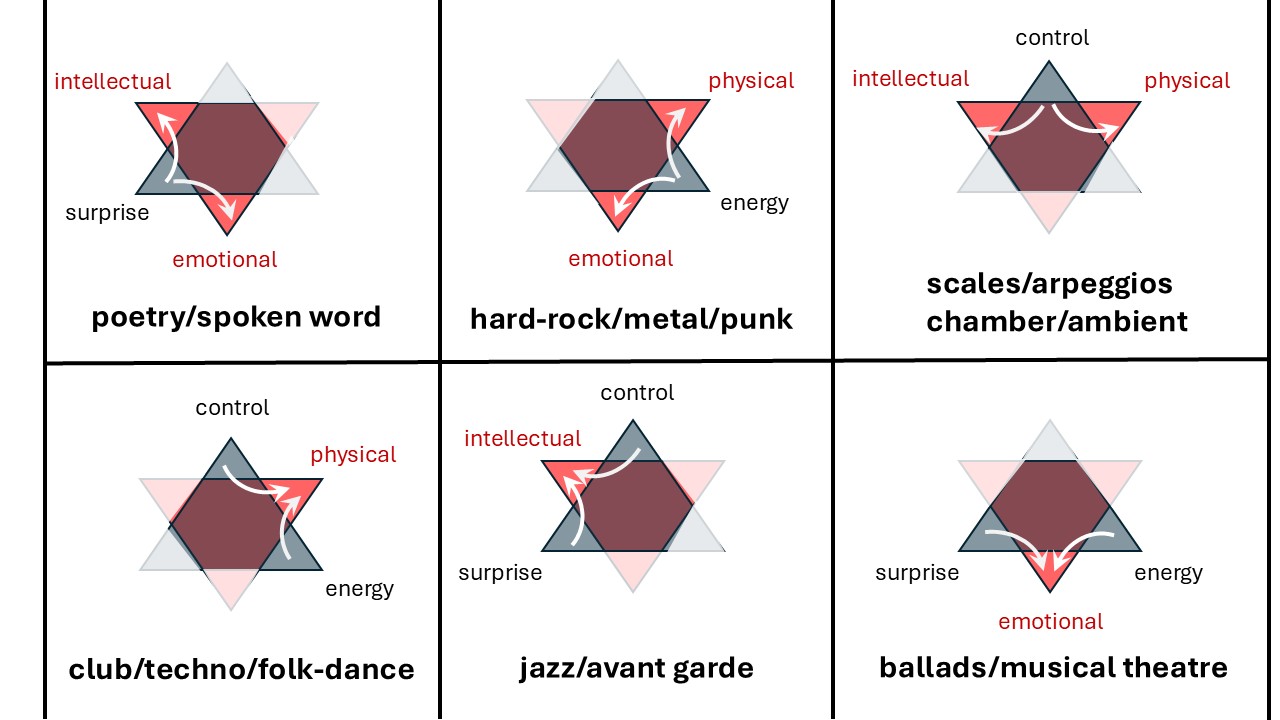 intellectual
surprise
emotional
poetry/spoken word
physical
energy
emotional
hard-rock/metal/punk
control
intellectual
physical
scales/arpeggios
chamber/ambient
control
physical
energy
club/techno/folk-dance
control
intellectual
surprise
jazz/avant garde
surprise
energy
emotional
ballads/musical theatre